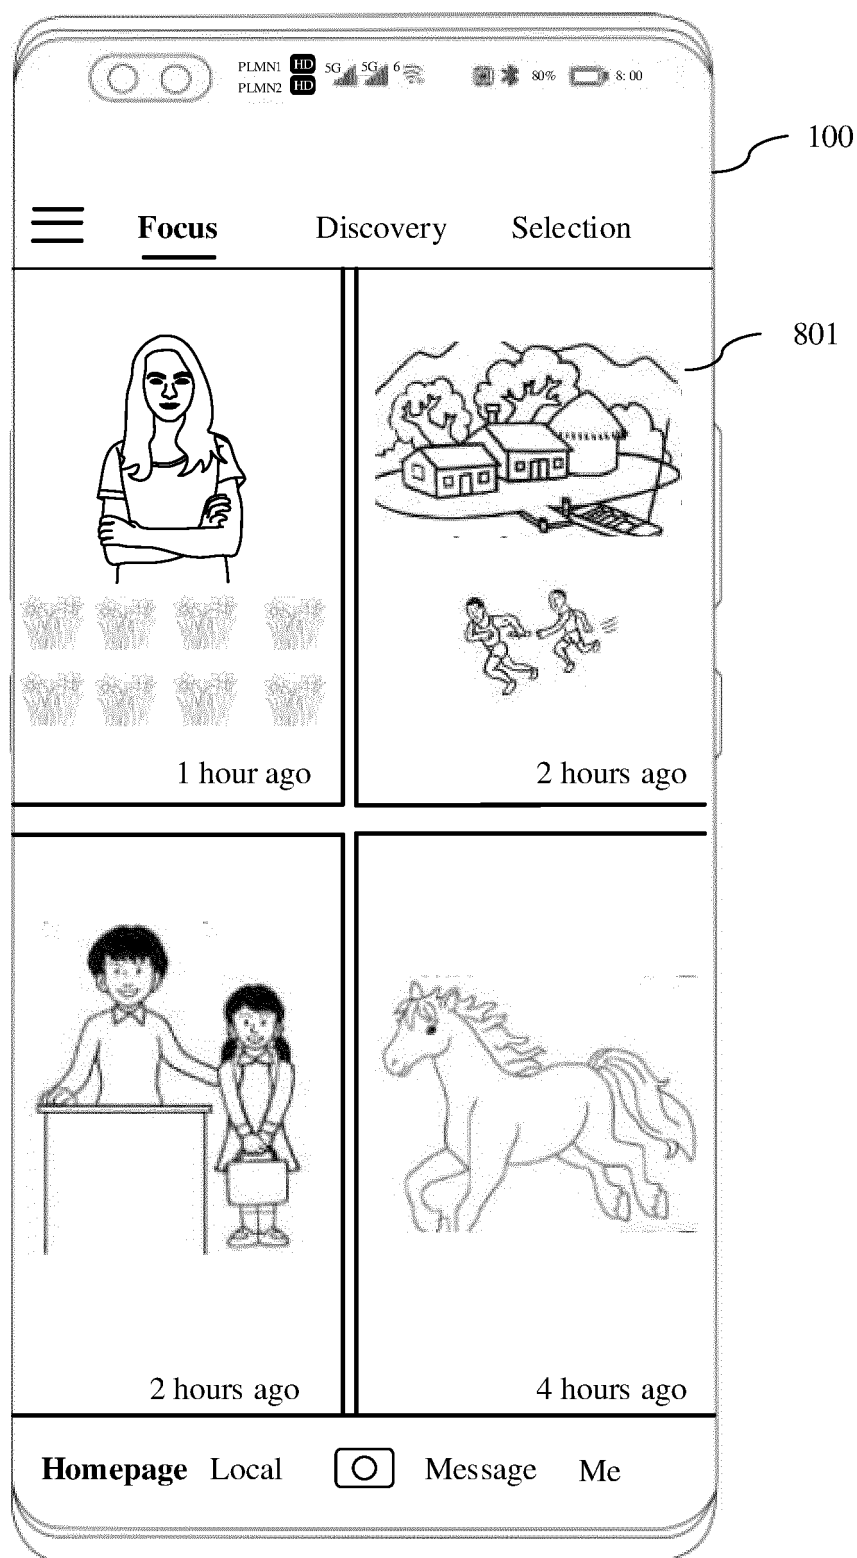 PLMN1 HD 5G 5G 6 80% 8: 00
PLMN2 HD
100
Focus Discovery Selection
801
1 hour ago 2 hours ago
2 hours ago 4 hours ago
Homepage Local Message Me